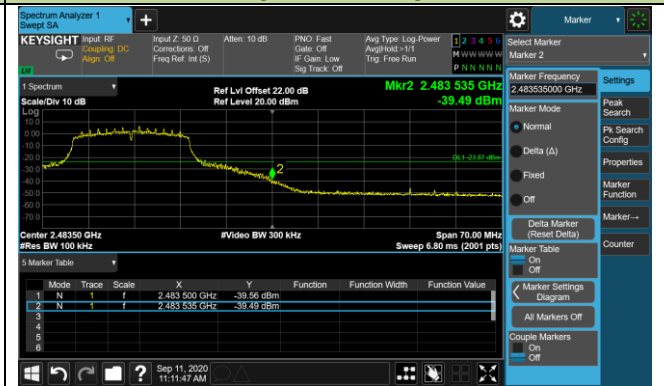 Spectrum Analyzer 1
Swept SA
Marker
KEYSIGHT
Input: RF
Coupling: DC
Align: Off
Input Z: 50 Ω
Corrections: Off
Freq Ref: Int (S)
Atten: 10 dB
PNO: Fast
Gate: Off
IF Gain: Low
Sig Track: Off
Avg Type: Log-Power
Avg|Hold:>1/1
Trig: Free Run
1 2 3 4 5 6
M W W W W W
P N N N N N
LXI
1 Spectrum
Scale/Div 10 dB
Log
Ref Lvl Offset 22.00 dB
Ref Level 20.00 dBm
Mkr2 2.483 535 GHz
-39.49 dBm
10.0
0.00
-10.0
-20.0
-30.0
-40.0
-50.0
-60.0
-70.0
2
DL1 -23.67 dBm
Center 2.48350 GHz
#Res BW 100 kHz
#Video BW 300 kHz
Span 70.00 MHz
Sweep 6.80 ms (2001 pts)
5 Marker Table
Mode Trace Scale X Y Function Function Width Function Value
1 N 1 f 2.483 500 GHz -39.56 dBm
2 N 1 f 2.483 535 GHz -39.49 dBm
3
4
5
6
Sep 11, 2020
11:11:47 AM
Select Marker
Marker 2
Marker Frequency
2.483535000 GHz
Marker Mode
Normal
Delta (Δ)
Fixed
Off
Delta Marker
(Reset Delta)
Marker Table
On
Off
Marker Settings
Diagram
All Markers Off
Couple Markers
On
Off
Settings
Peak
Search
Pk Search
Config
Properties
Marker
Function
Marker→
Counter